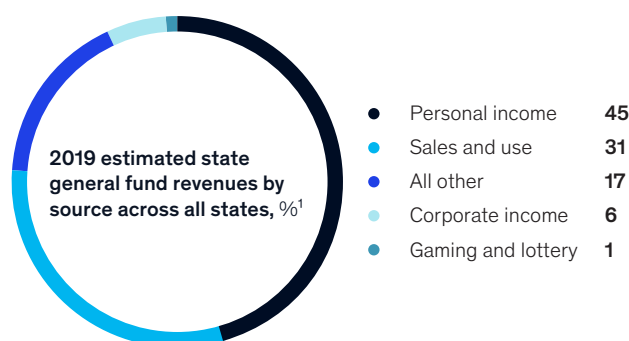 2019 estimated state
general fund revenues by
source across all states, %¹
Personal income 45
Sales and use 31
All other 17
Corporate income 6
Gaming and lottery 1